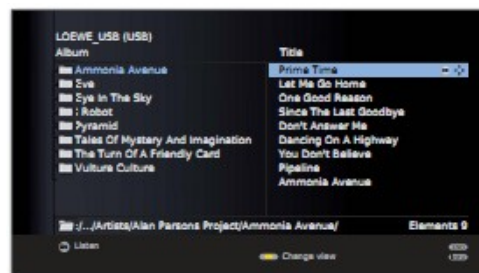 LOEWE_USB (USB)
Album
Title
Ammonia Avenue
Eve
Eye In The Sky
I Robot
Pyramid
Tales Of Mystery And Imagination
The Turn Of A Friendly Card
Vulture Culture
Prime Time
Let Me Go Home
One Good Reason
Since The Last Goodbye
Don't Answer Me
Dancing On A Highway
You Don't Believe
Pipeline
Ammonia Avenue
:/.../Artists/Alan Parsons Project/Ammonia Avenue/
Elements 9
Listen
Change view